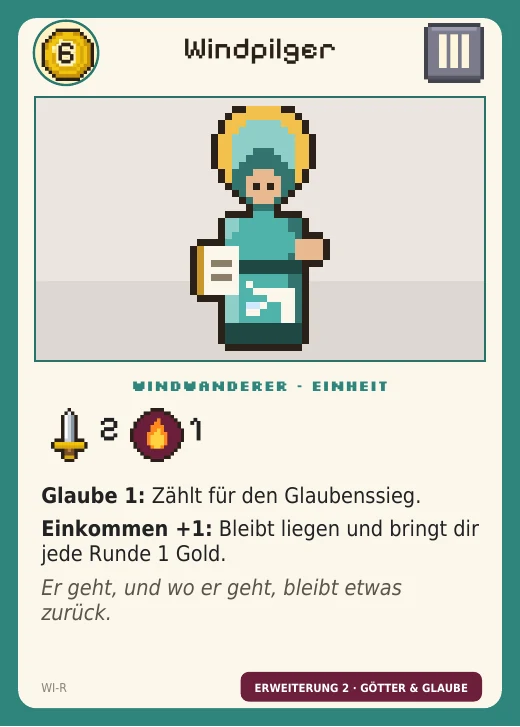 6
Windpilger
III
WINDWANDERER - EINHEIT
2
1
Glaube 1: Zählt für den Glaubenssieg.
Einkommen +1: Bleibt liegen und bringt dir
jede Runde 1 Gold.
Er geht, und wo er geht, bleibt etwas
zurück.
WI-R
ERWEITERUNG 2 · GÖTTER & GLAUBE